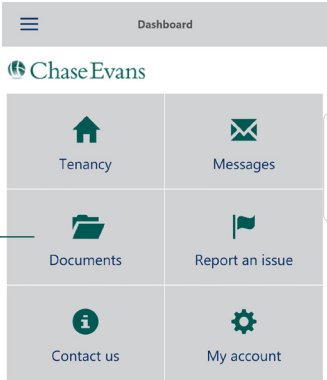 Dashboard
Chase Evans
Tenancy
Messages
Documents
Report an issue
Contact us
My account